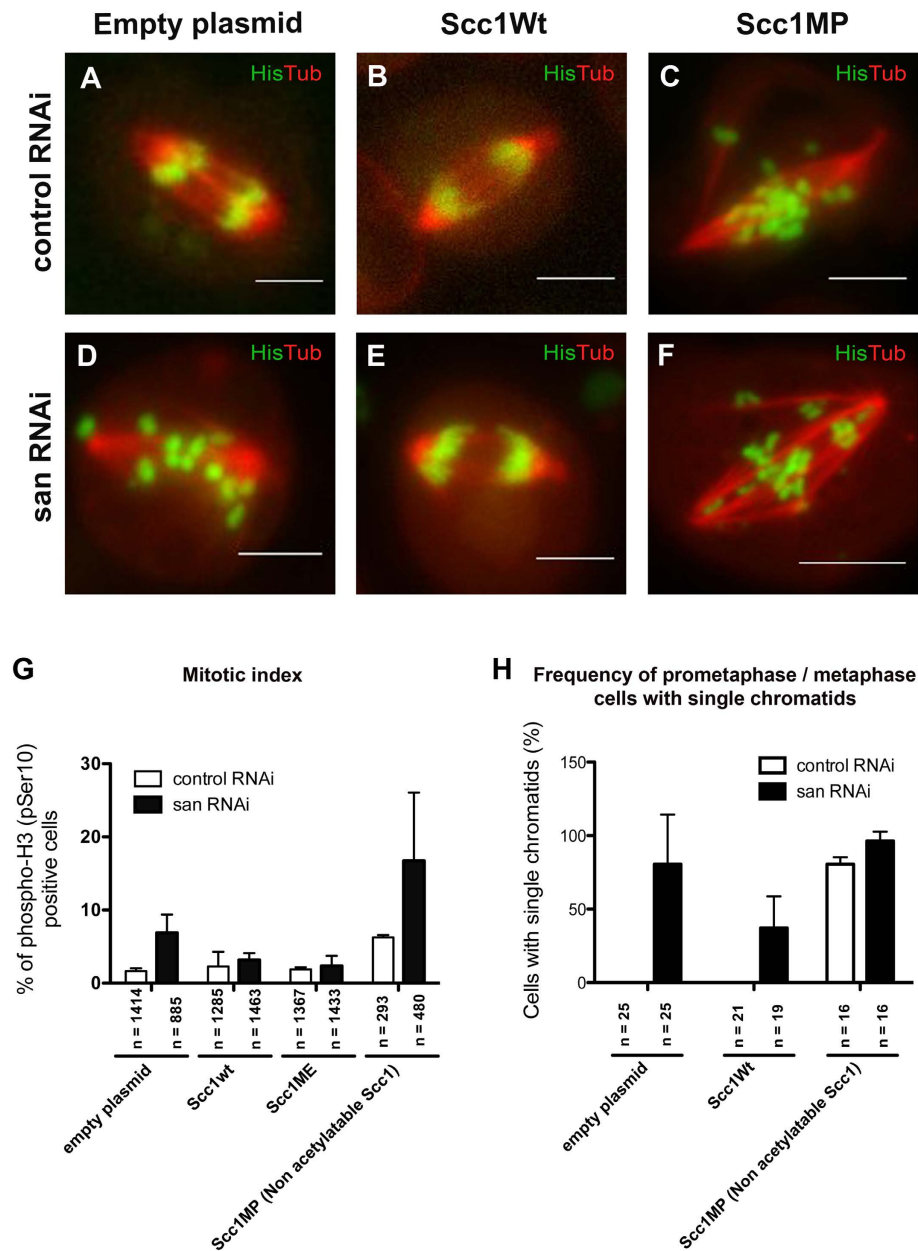 Empty plasmid
Scc1Wt
Scc1MP
control RNAi
A
HisTub
B
HisTub
C
HisTub
san RNAi
D
HisTub
E
HisTub
F
HisTub
G
Mitotic index
% of phospho-H3 (pSer10)
positive cells
30
20
10
0
control RNAi
san RNAi
n = 1414
n = 885
n = 1285
n = 1463
n = 1367
n = 1433
n = 293
n = 480
empty plasmid
Scc1wt
Scc1ME
Scc1MP (Non acetylatable Scc1)
H
Frequency of prometaphase / metaphase
cells with single chromatids
Cells with single chromatids (%)
150
100
50
0
control RNAi
san RNAi
n = 25
n = 25
n = 21
n = 19
n = 16
n = 16
empty plasmid
Scc1Wt
Scc1MP (Non acetylatable Scc1)